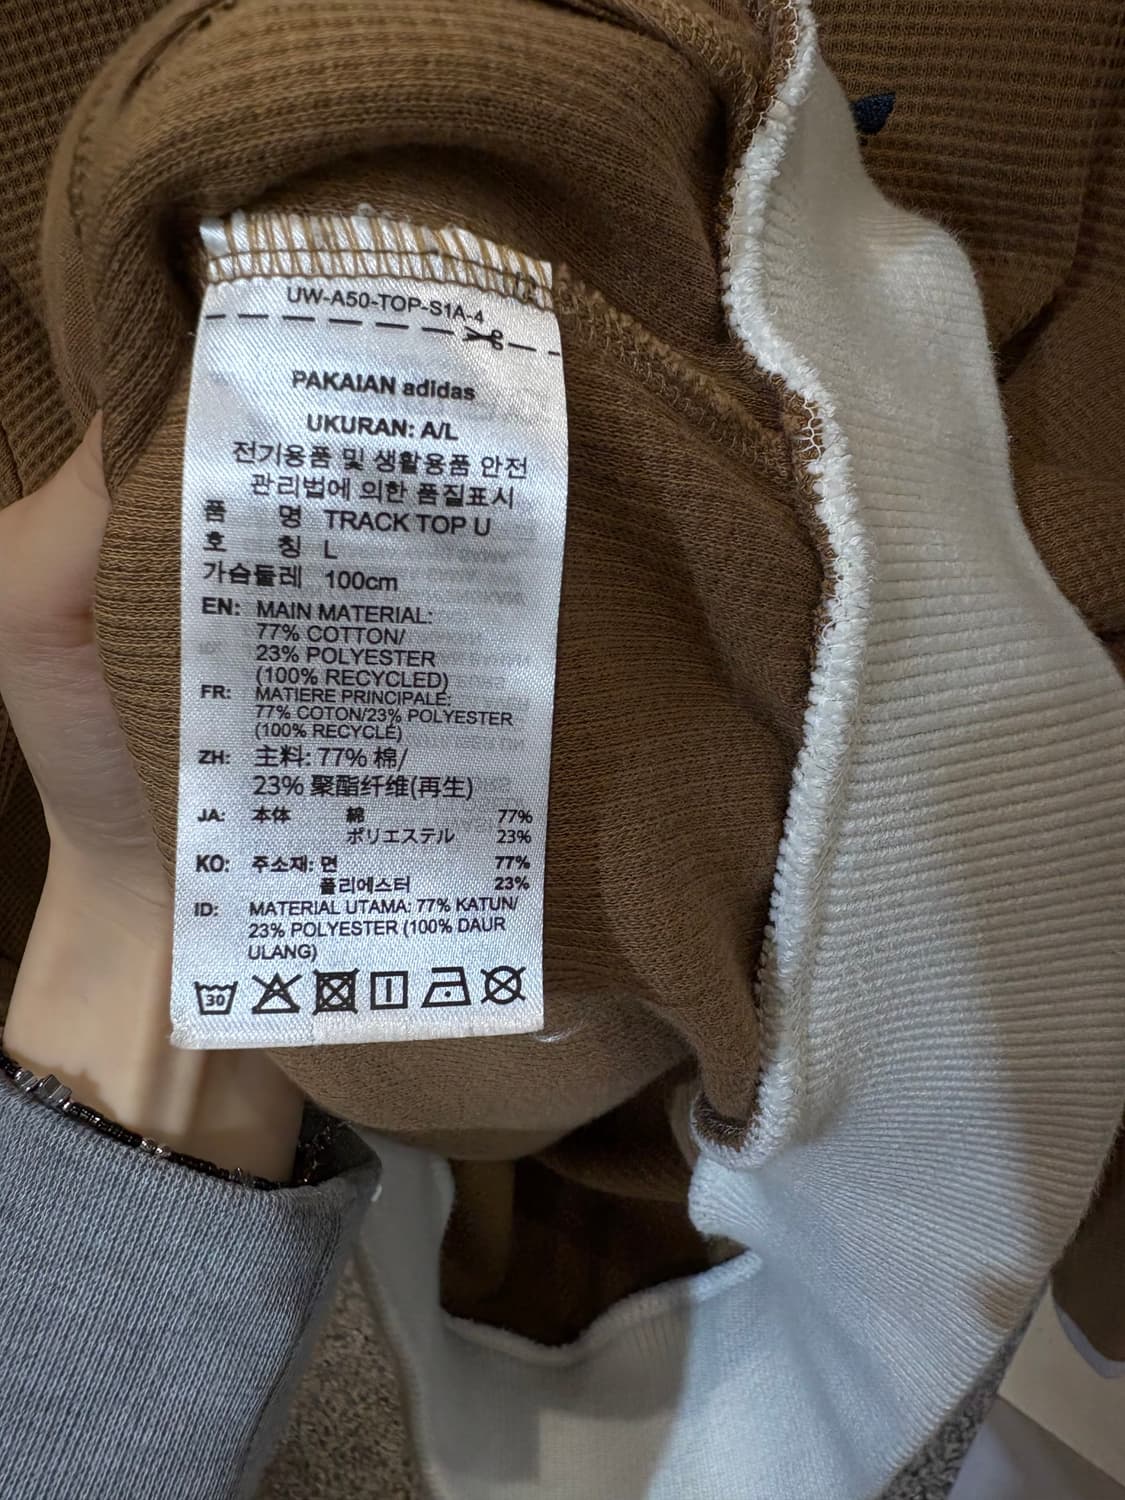 UW-A50-TOP-S1A-4
PAKAIAN adidas
UKURAN: A/L
전기용품 및 생활용품 안전
관리법에 의한 품질표시
품 명 TRACK TOP U
호 칭 L
가슴둘레 100cm
EN: MAIN MATERIAL:
77% COTTON/
23% POLYESTER
(100% RECYCLED)
FR: MATIERE PRINCIPALE:
77% COTON/23% POLYESTER
(100% RECYCLÉ)
ZH: 主料: 77% 棉/
23% 聚酯纤维(再生)
JA: 本体 綿 77%
ポリエステル 23%
KO: 주소재: 면 77%
폴리에스터 23%
ID: MATERIAL UTAMA: 77% KATUN/
23% POLYESTER (100% DAUR
ULANG)
30